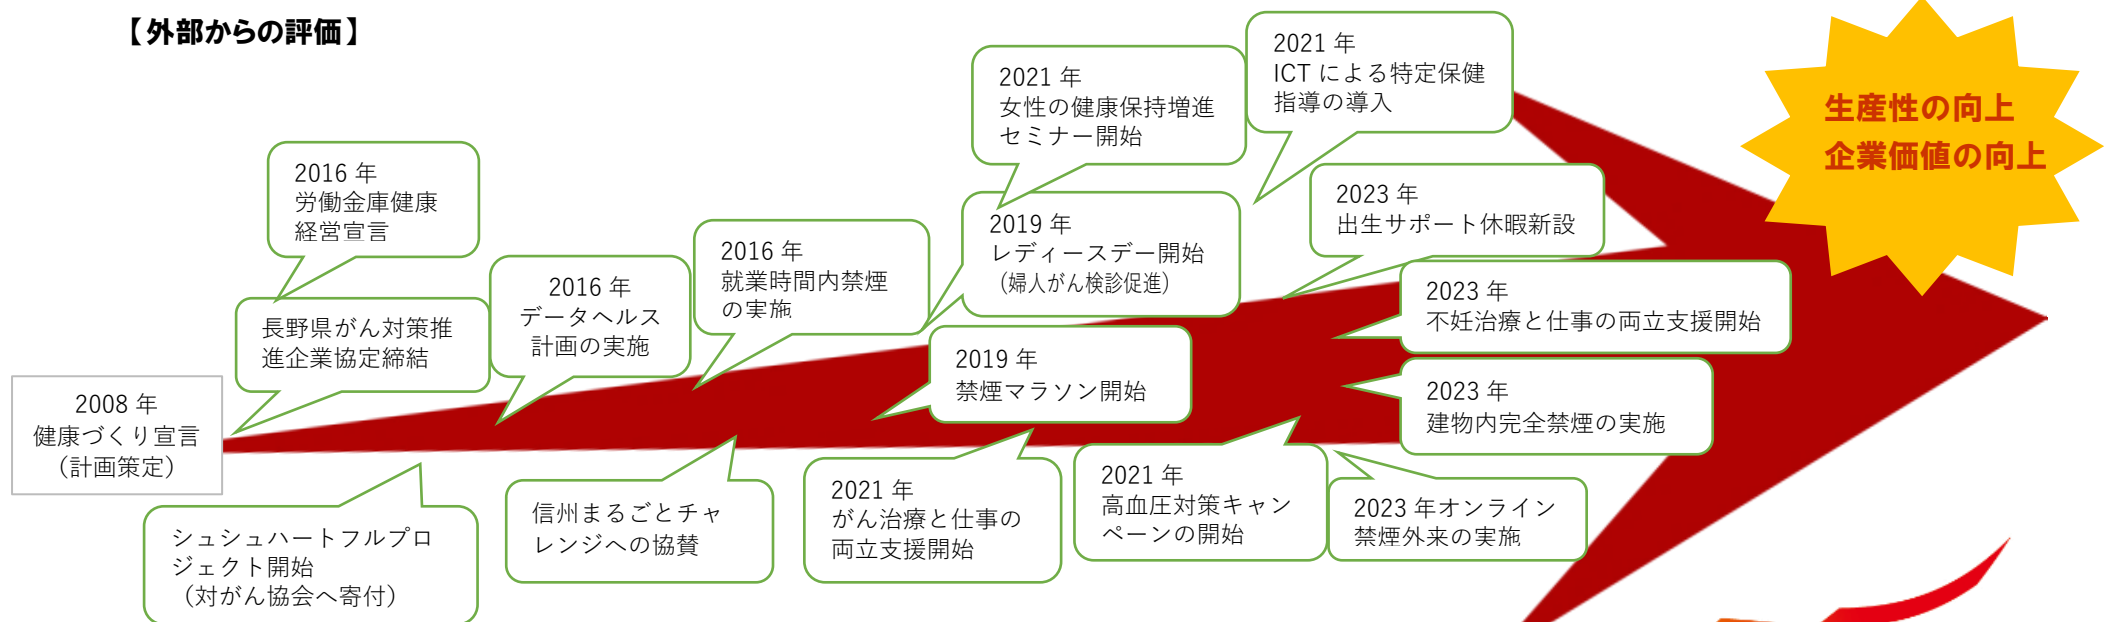 【外部からの評価】
2021 年
ICT による特定保健
指導の導入
2021 年
女性の健康保持増進
セミナー開始
生産性の向上
企業価値の向上
2016 年
労働金庫健康
経営宣言
2023 年
出生サポート休暇新設
2019 年
レディースデー開始
（婦人がん検診促進）
2016 年
就業時間内禁煙
の実施
2016 年
データヘルス
計画の実施
2023 年
不妊治療と仕事の両立支援開始
長野県がん対策推
進企業協定締結
2019 年
禁煙マラソン開始
2023 年
建物内完全禁煙の実施
2008 年
健康づくり宣言
（計画策定）
シュシュハートフルプロ
ジェクト開始
（対がん協会へ寄付）
信州まるごとチャ
レンジへの協賛
2021 年
がん治療と仕事の
両立支援開始
2021 年
高血圧対策キャン
ペーンの開始
2023 年オンライン
禁煙外来の実施